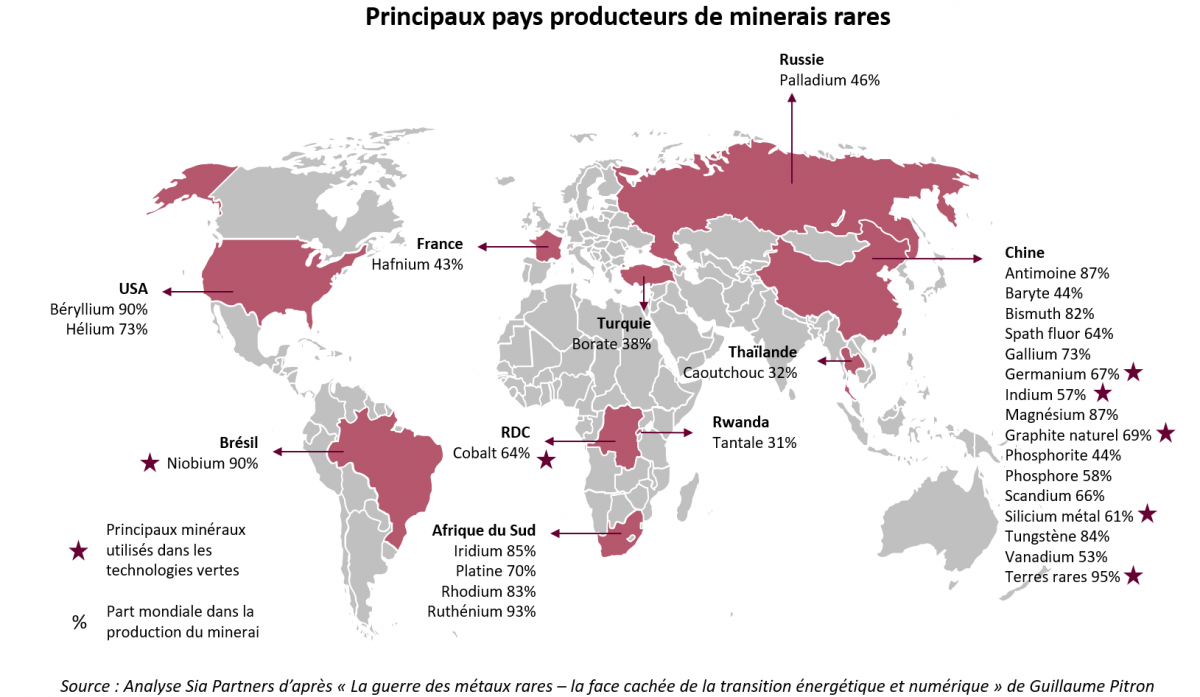 Principaux pays producteurs de minerais rares
Russie
Palladium 46%
France
Hafnium 43%
USA
Béryllium 90%
Hélium 73%
Turquie
Borate 38%
Thaïlande
Caoutchouc 32%
Chine
Antimoine 87%
Baryte 44%
Bismuth 82%
Spath fluor 64%
Gallium 73%
Germanium 67%
Indium 57%
Magnésium 87%
Graphite naturel 69%
Phosphorite 44%
Phosphore 58%
Scandium 66%
Silicium métal 61%
Tungstène 84%
Vanadium 53%
Terres rares 95%
Brésil
Niobium 90%
RDC
Cobalt 64%
Rwanda
Tantale 31%
Afrique du Sud
Iridium 85%
Platine 70%
Rhodium 83%
Ruthénium 93%
Principaux minéraux
utilisés dans les
technologies vertes
% Part mondiale dans la
production du minerai
Source : Analyse Sia Partners d’après « La guerre des métaux rares – la face cachée de la transition énergétique et numérique » de Guillaume Pitron